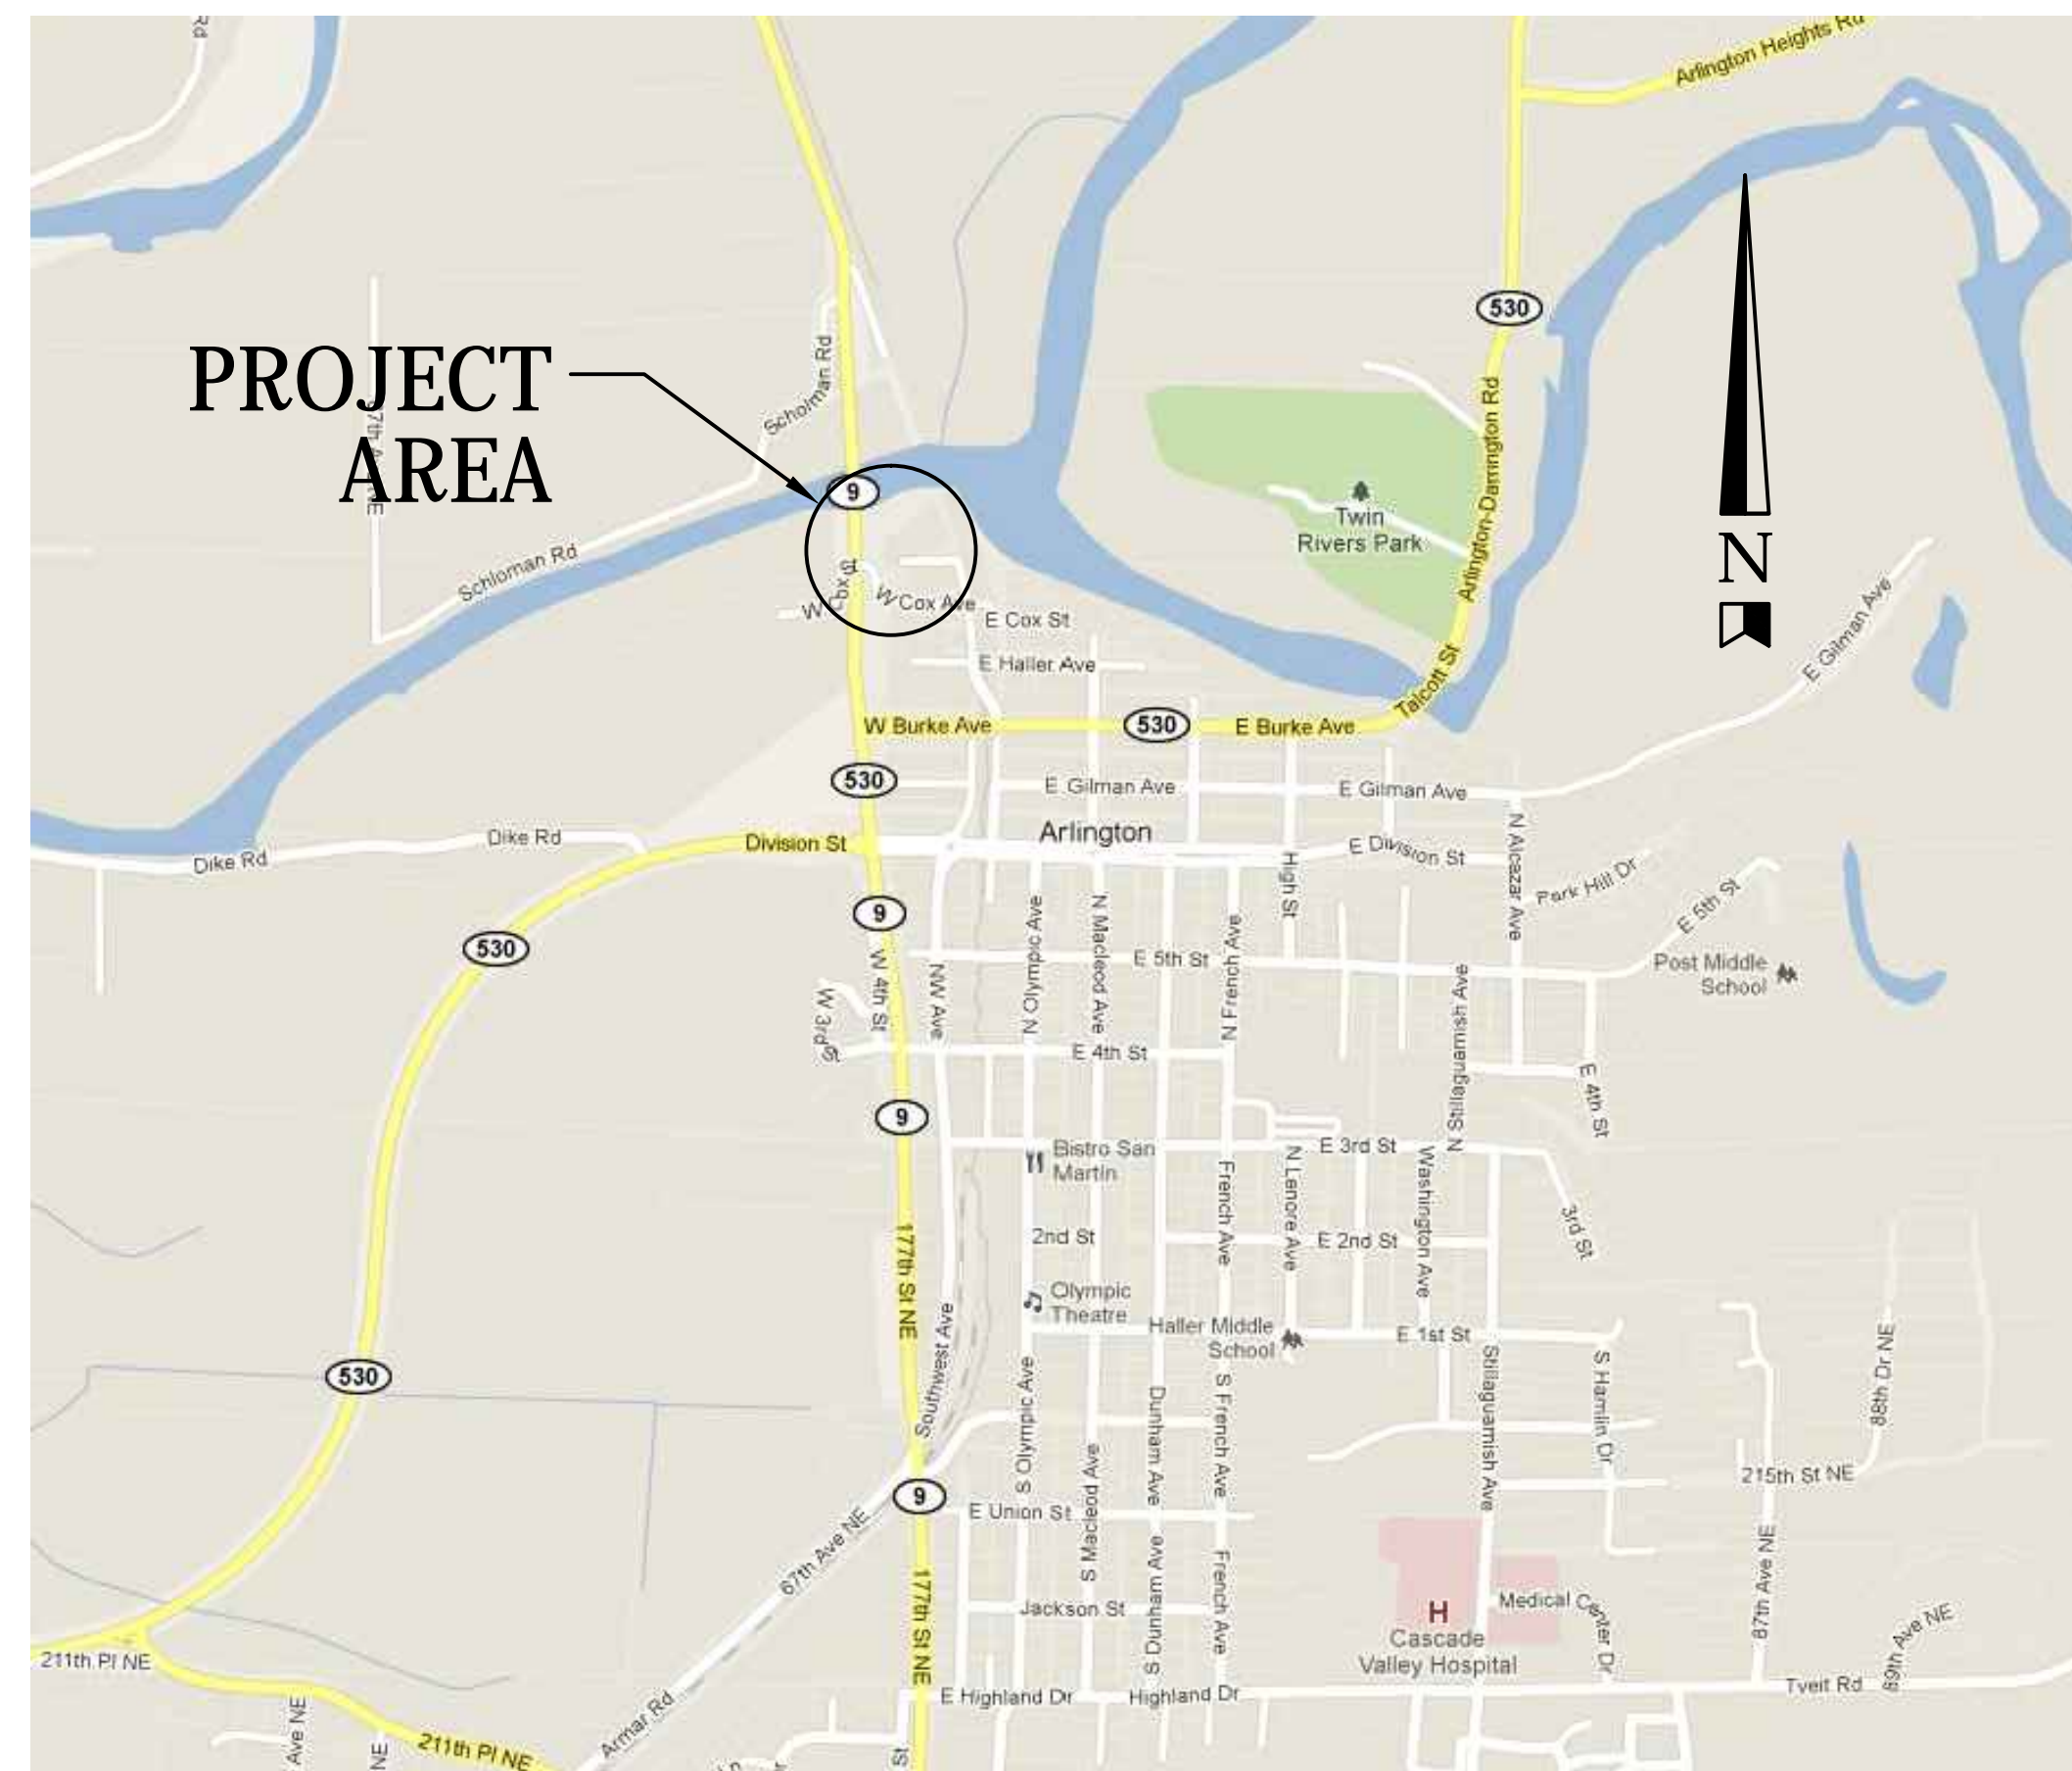 Rd
Arlington Heights Rd
530
PROJECT
AREA
Scholman Rd
Arlington-Darrington Rd
9
Twin
Rivers Park
N
Schloman Rd
W Cox Ave
E Cox St
E Haller Ave
E Gilman Ave
Talcott St
W Burke Ave
530
E Burke Ave
530
E Gilman Ave
E Gilman Ave
Arlington
Dike Rd
Dike Rd
Division St
E Division St
High St
N Alcazar Ave
Park Hill Dr
E 5th St
9
530
N Olympic Ave
N Macleod Ave
N French Ave
E 5th St
Post Middle
School
W 4th St
NW Ave
W 3rd St
N Stillaguamish Ave
E 4th St
E 4th St
9
Bistro San
Martin
E 3rd St
French Ave
N Lenore Ave
Washington Ave
3rd St
2nd St
E 2nd St
177th St NE
Olympic
Theatre
Haller Middle
School
E 1st St
Southwest Ave
530
S Olympic Ave
Dunham Ave
S French Ave
Stillaguamish Ave
S Hamlin Dr
88th Dr NE
215th St NE
9
E Union St
S Macleod Ave
67th Ave NE
177th St NE
S Dunham Ave
French Ave
87th Ave NE
Jackson St
H
Cascade
Valley Hospital
Medical Center Dr
89th Ave NE
211th Pl NE
E Highland Dr
Highland Dr
Tveit Rd
Armar Rd
Ave NE
NE
211th Pl NE
St